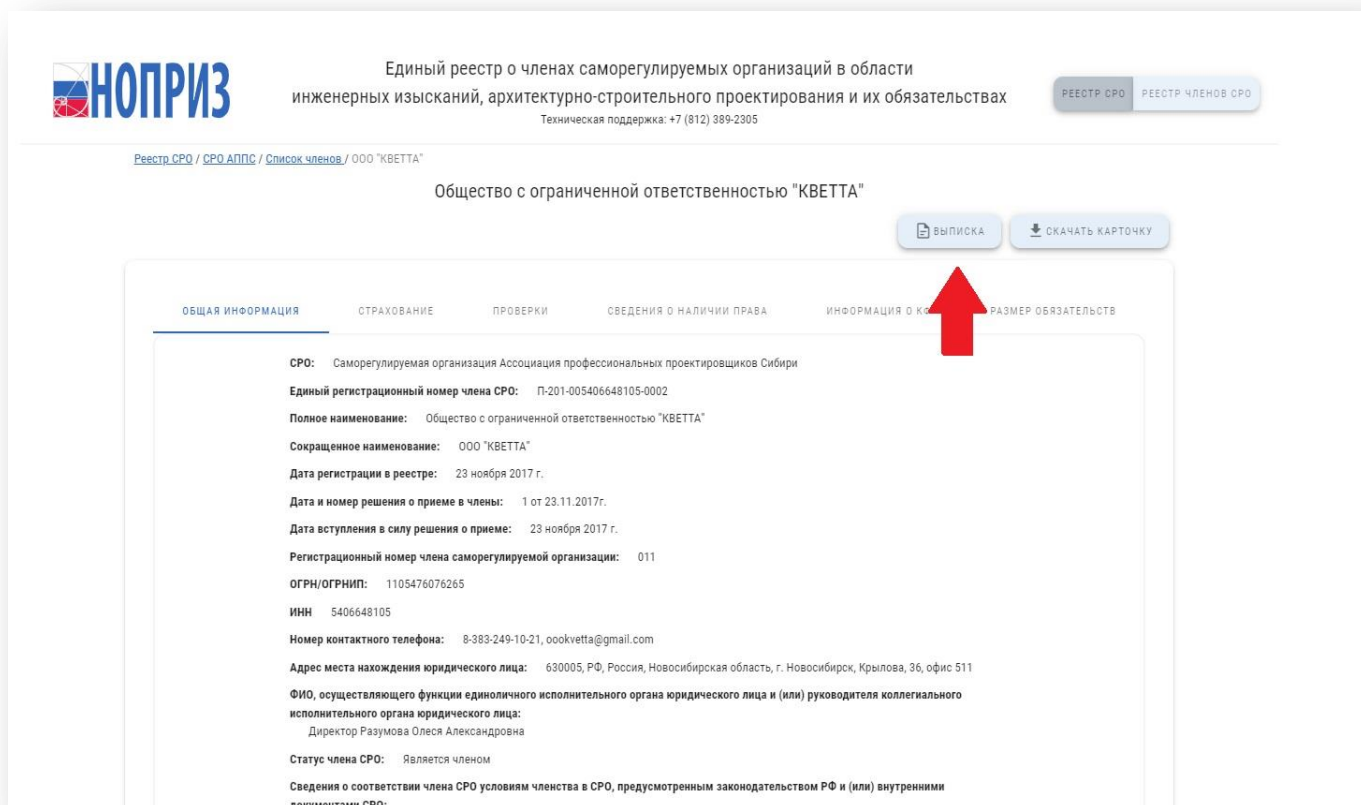 НОПРИЗ
Единый реестр о членах саморегулируемых организаций в области
инженерных изысканий, архитектурно-строительного проектирования и их обязательствах
Техническая поддержка: +7 (812) 389-2305
РЕЕСТР СРО РЕЕСТР ЧЛЕНОВ СРО
Реестр СРО / СРО АППС / Список членов / ООО "КВЕТТА"
Общество с ограниченной ответственностью "КВЕТТА"
ВЫПИСКА СКАЧАТЬ КАРТОЧКУ
ОБЩАЯ ИНФОРМАЦИЯ СТРАХОВАНИЕ ПРОВЕРКИ СВЕДЕНИЯ О НАЛИЧИИ ПРАВА ИНФОРМАЦИЯ О РАЗМЕР ОБЯЗАТЕЛЬСТВ
СРО: Саморегулируемая организация Ассоциация профессиональных проектировщиков Сибири
Единый регистрационный номер члена СРО: П-201-005406648105-0002
Полное наименование: Общество с ограниченной ответственностью "КВЕТТА"
Сокращенное наименование: ООО "КВЕТТА"
Дата регистрации в реестре: 23 ноября 2017 г.
Дата и номер решения о приеме в члены: 1 от 23.11.2017г.
Дата вступления в силу решения о приеме: 23 ноября 2017 г.
Регистрационный номер члена саморегулируемой организации: 011
ОГРН/ОГРНИП: 1105476076265
ИНН 5406648105
Номер контактного телефона: 8-383-249-10-21, oookvetta@gmail.com
Адрес места нахождения юридического лица: 630005, РФ, Россия, Новосибирская область, г. Новосибирск, Крылова, 36, офис 511
ФИО, осуществляющего функции единоличного исполнительного органа юридического лица и (или) руководителя коллегиального
исполнительного органа юридического лица:
Директор Разумова Олеся Александровна
Статус члена СРО: Является членом
Сведения о соответствии члена СРО условиям членства в СРО, предусмотренным законодательством РФ и (или) внутренними
документами СРО: